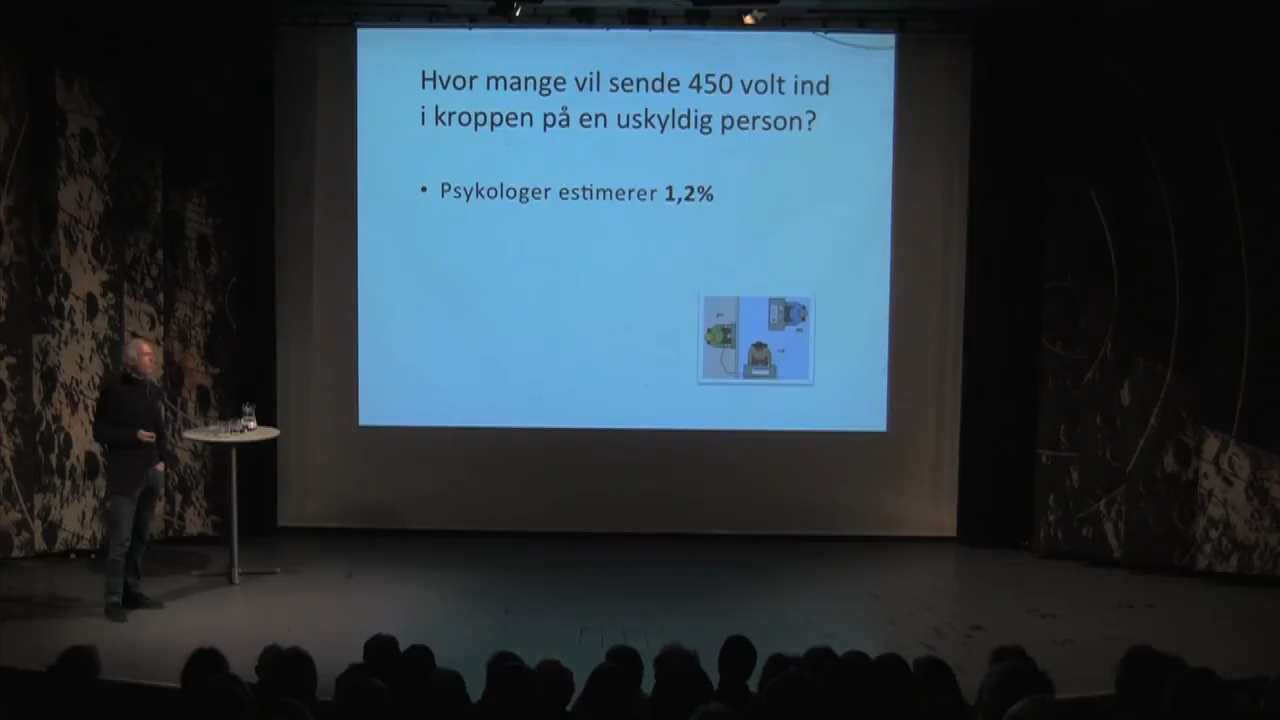 Hvor mange vil sende 450 volt ind
i kroppen på en uskyldig person?
• Psykologer estimerer 1,2%